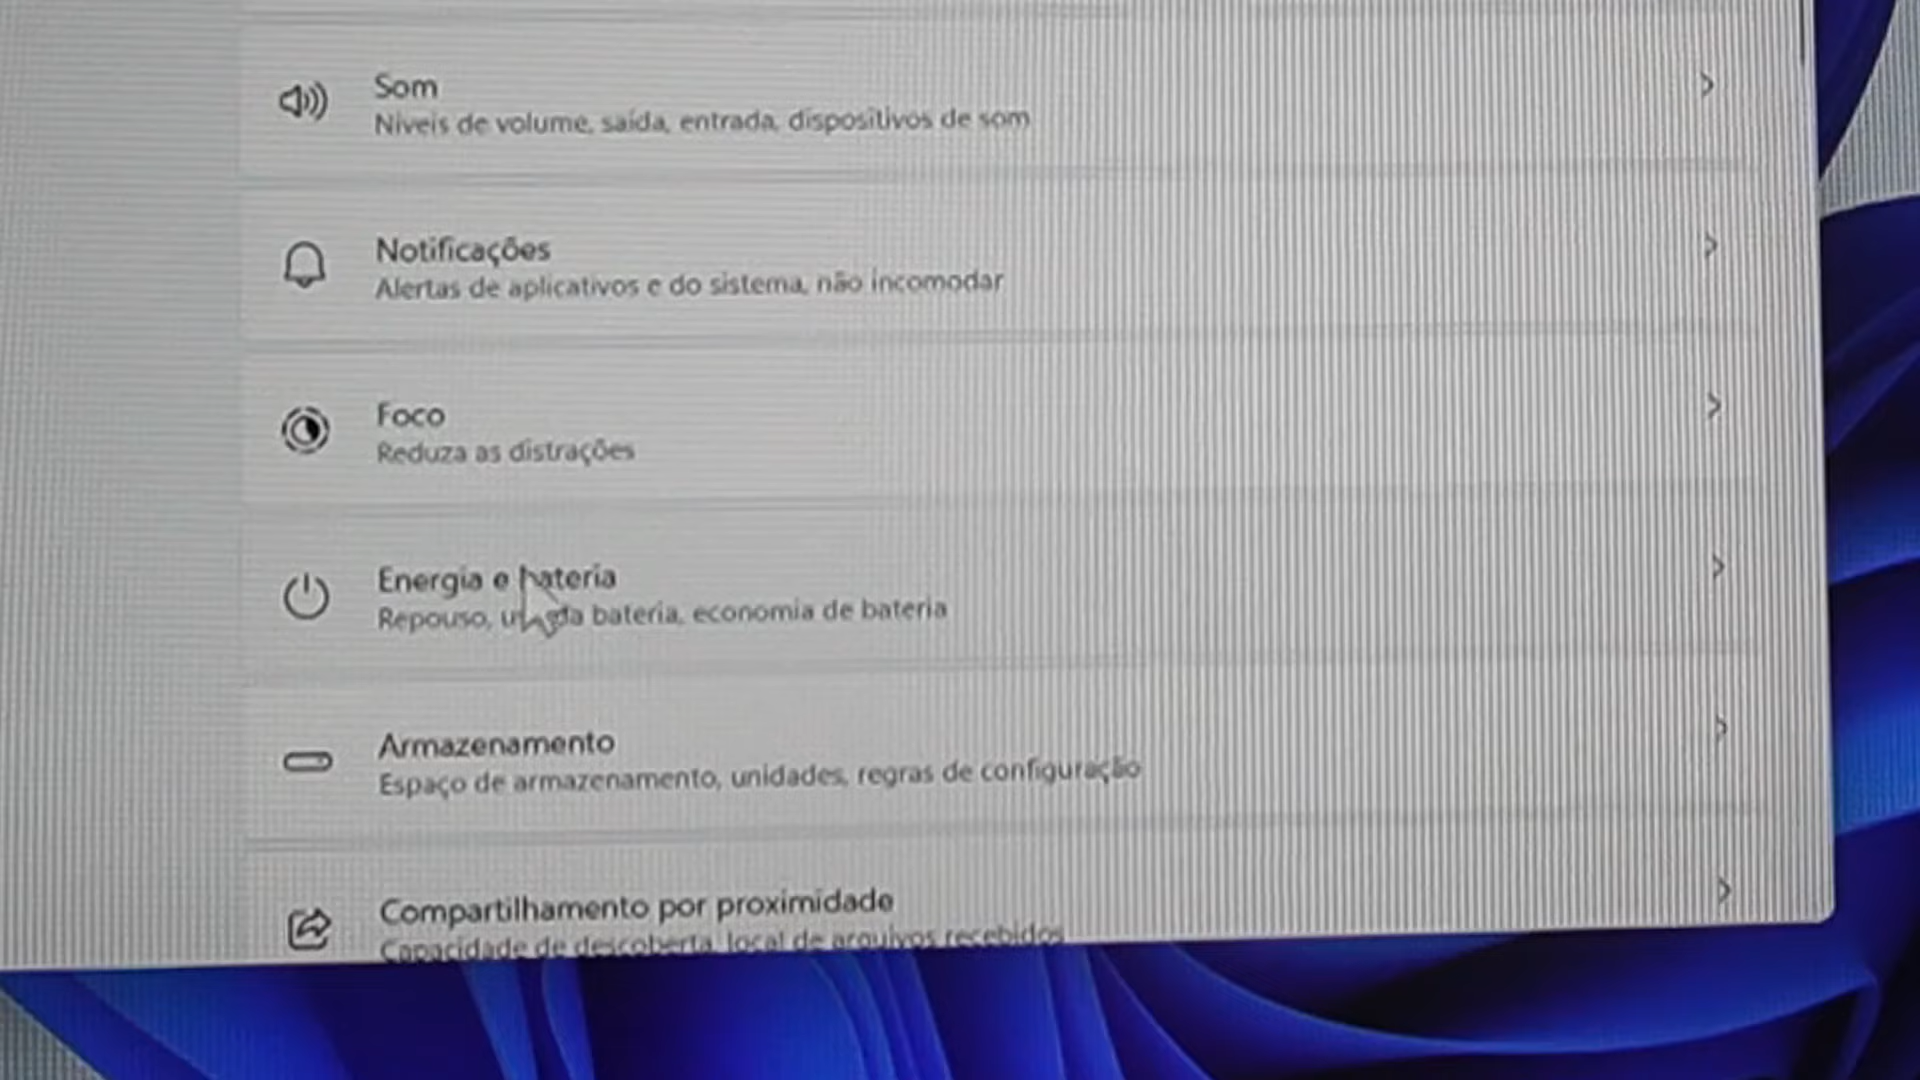 Som
Níveis de volume, saída, entrada, dispositivos de som
Notificações
Alertas de aplicativos e do sistema, não incomodar
Foco
Reduza as distrações
Energia e bateria
Repouso, da bateria, economia de bateria
Armazenamento
Espaço de armazenamento, unidades, regras de configuração
Compartilhamento por proximidade
Capacidade de descoberta, local de arquivos recebidos